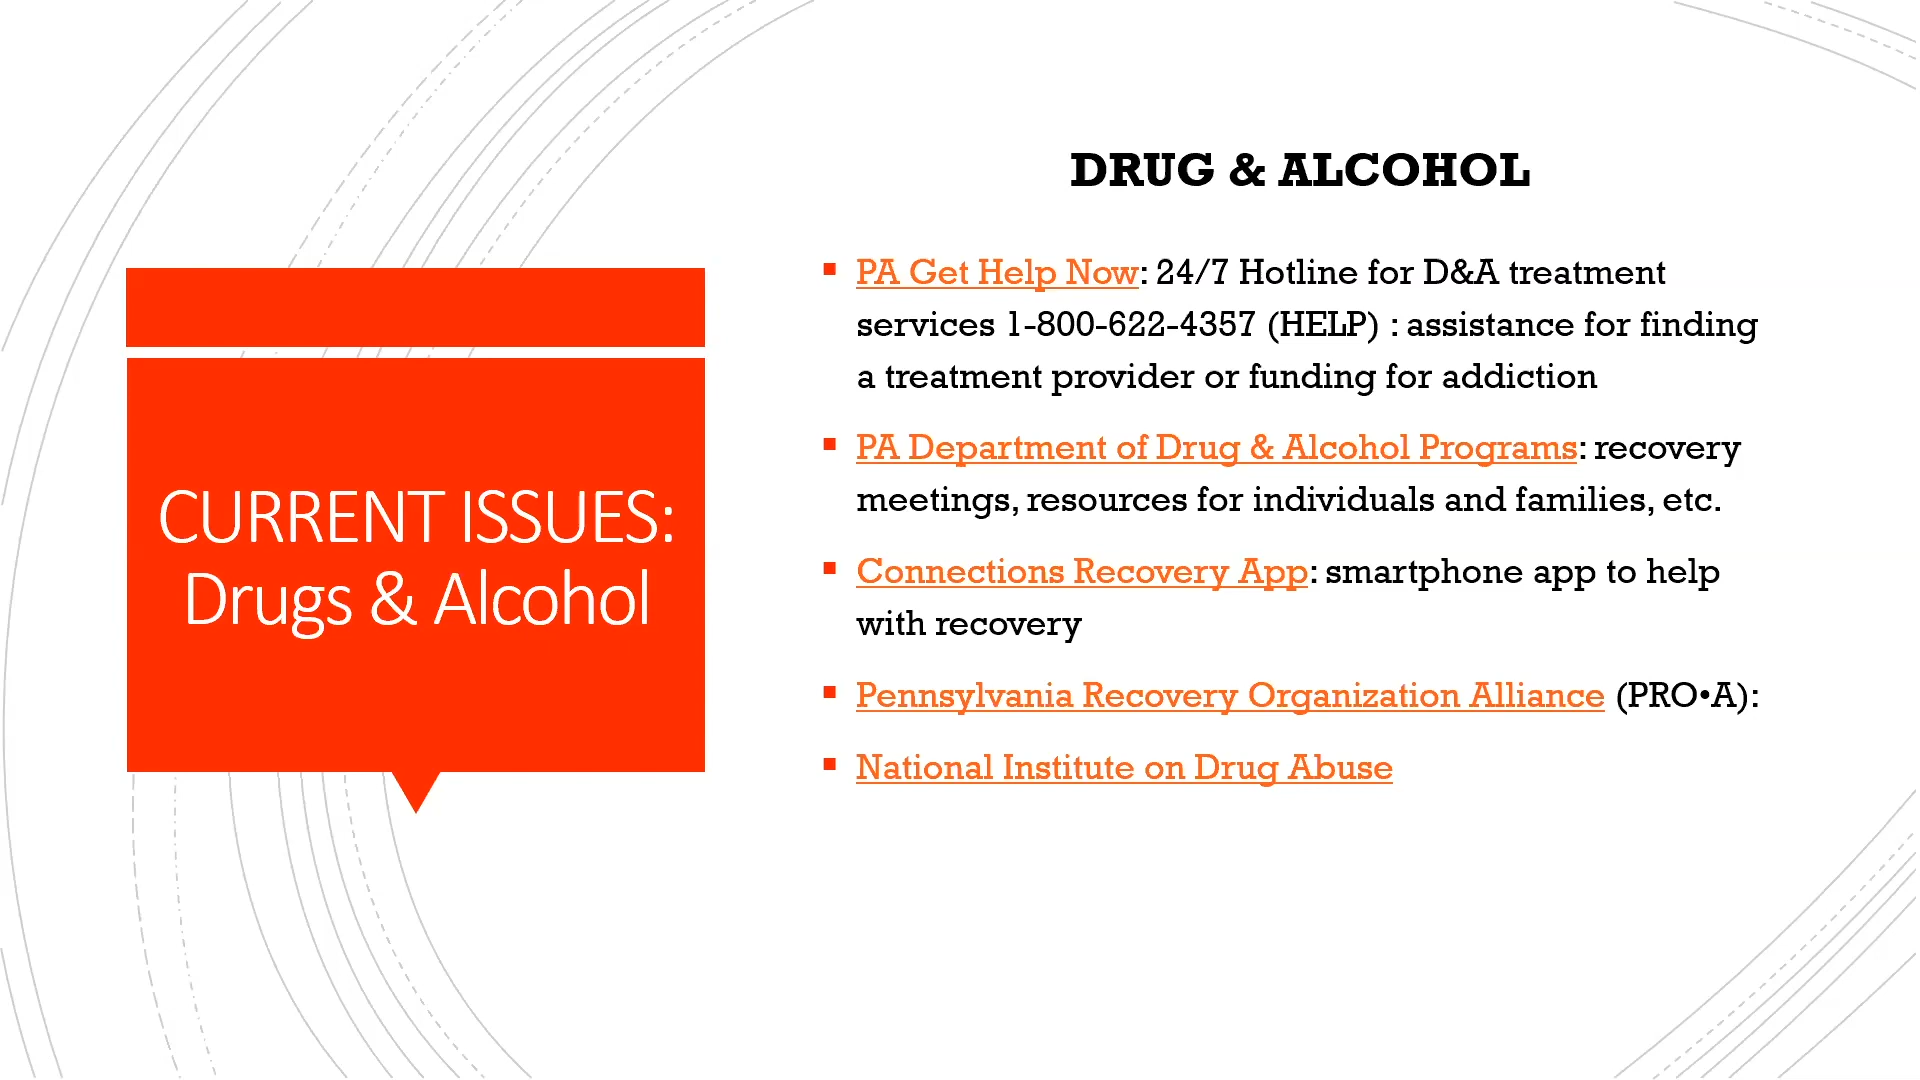 CURRENT ISSUES:
Drugs & Alcohol
DRUG & ALCOHOL
▪ PA Get Help Now: 24/7 Hotline for D&A treatment
services 1-800-622-4357 (HELP) : assistance for finding
a treatment provider or funding for addiction
▪ PA Department of Drug & Alcohol Programs: recovery
meetings, resources for individuals and families, etc.
▪ Connections Recovery App: smartphone app to help
with recovery
▪ Pennsylvania Recovery Organization Alliance (PRO•A):
▪ National Institute on Drug Abuse